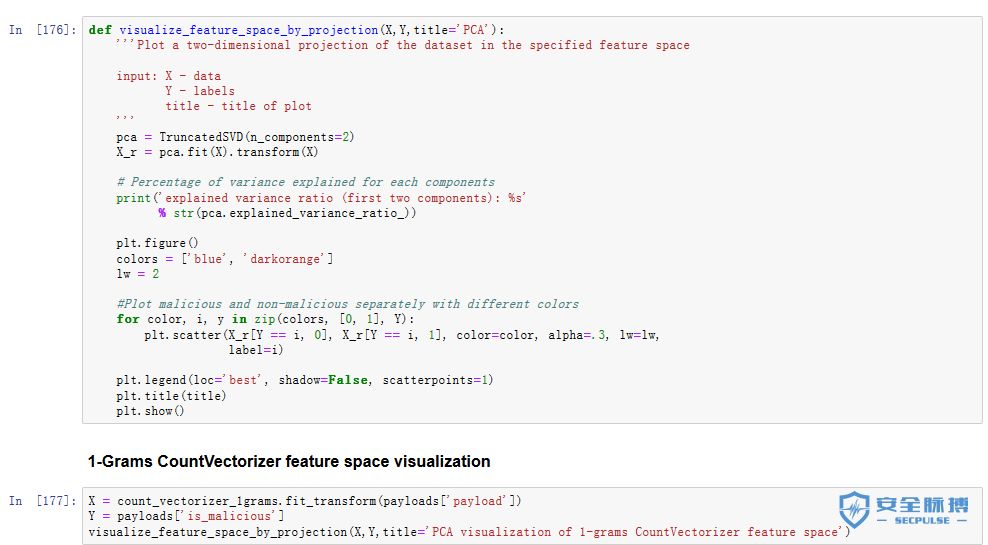 In [176]: def visualize_feature_space_by_projection(X,Y,title='PCA'):
'''Plot a two-dimensional projection of the dataset in the specified feature space
input: X - data
Y - labels
title - title of plot
'''
pca = TruncatedSVD(n_components=2)
X_r = pca.fit(X).transform(X)
# Percentage of variance explained for each components
print('explained variance ratio (first two components): %s'
% str(pca.explained_variance_ratio_))
plt.figure()
colors = ['blue', 'darkorange']
lw = 2
#Plot malicious and non-malicious separately with different colors
for color, i, y in zip(colors, [0, 1], Y):
plt.scatter(X_r[Y == i, 0], X_r[Y == i, 1], color=color, alpha=.3, lw=lw,
label=i)
plt.legend(loc='best', shadow=False, scatterpoints=1)
plt.title(title)
plt.show()
1-Grams CountVectorizer feature space visualization
In [177]: X = count_vectorizer_1grams.fit_transform(payloads['payload'])
Y = payloads['is_malicious']
visualize_feature_space_by_projection(X,Y,title='PCA visualization of 1-grams CountVectorizer feature space')
安全脉搏
SECPULSE